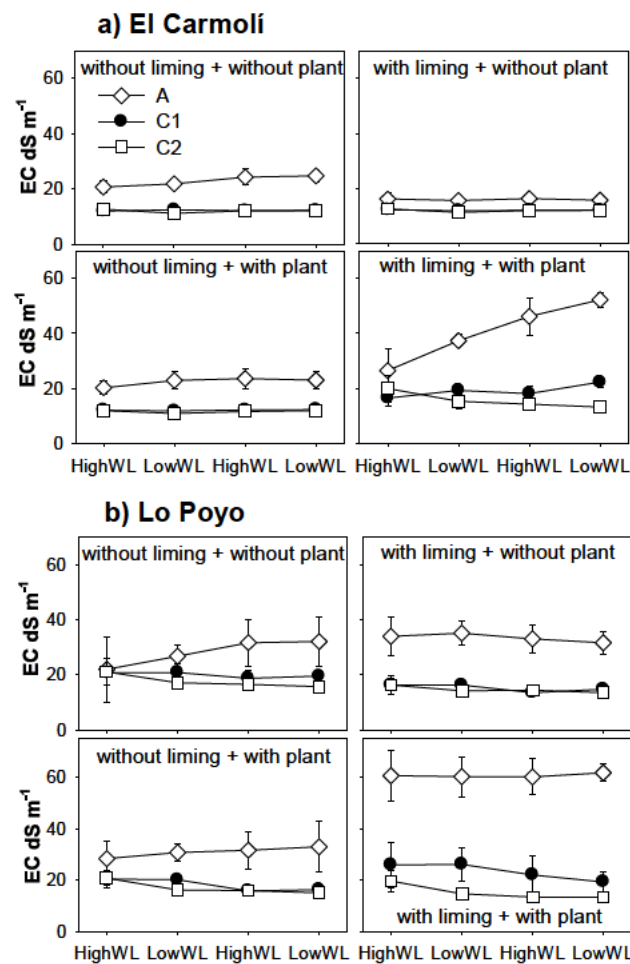 a) El Carmolí
without liming + without plant
with liming + without plant
A
C1
C2
60
40
20
0
EC dS m⁻¹
without liming + with plant
with liming + with plant
60
40
20
0
EC dS m⁻¹
HighWL LowWL HighWL LowWL
HighWL LowWL HighWL LowWL
b) Lo Poyo
without liming + without plant
with liming + without plant
60
40
20
0
EC dS m⁻¹
without liming + with plant
60
40
20
0
EC dS m⁻¹
with liming + with plant
HighWL LowWL HighWL LowWL
HighWL LowWL HighWL LowWL